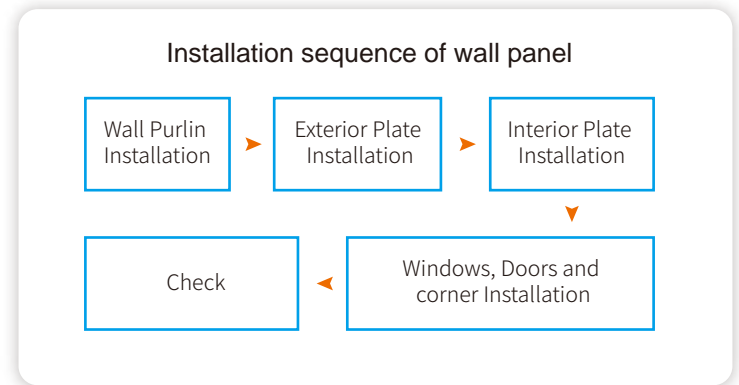 Installation sequence of wall panel
Wall Purlin
Installation
Exterior Plate
Installation
Interior Plate
Installation
Windows, Doors and
corner Installation
Check